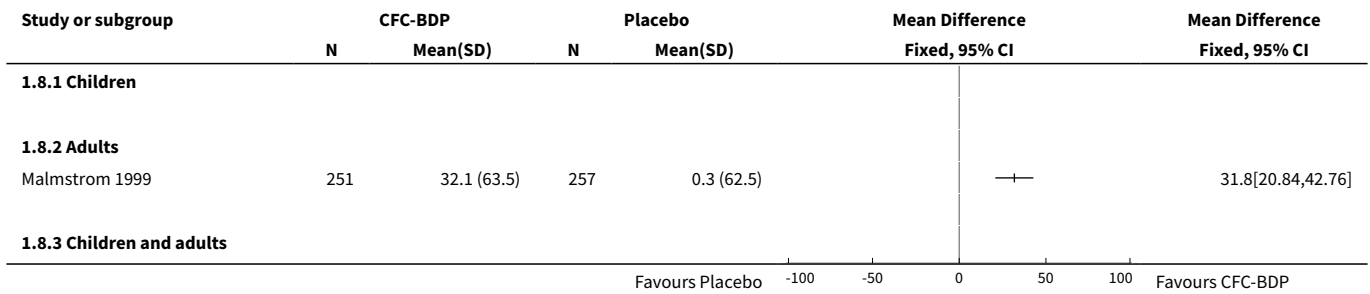 Study or subgroup CFC-BDP Placebo Mean Difference Mean Difference
N Mean(SD) N Mean(SD) Fixed, 95% CI Fixed, 95% CI
1.8.1 Children
1.8.2 Adults
Malmstrom 1999 251 32.1 (63.5) 257 0.3 (62.5) 31.8[20.84,42.76]
1.8.3 Children and adults
Favours Placebo -100 -50 0 50 100 Favours CFC-BDP